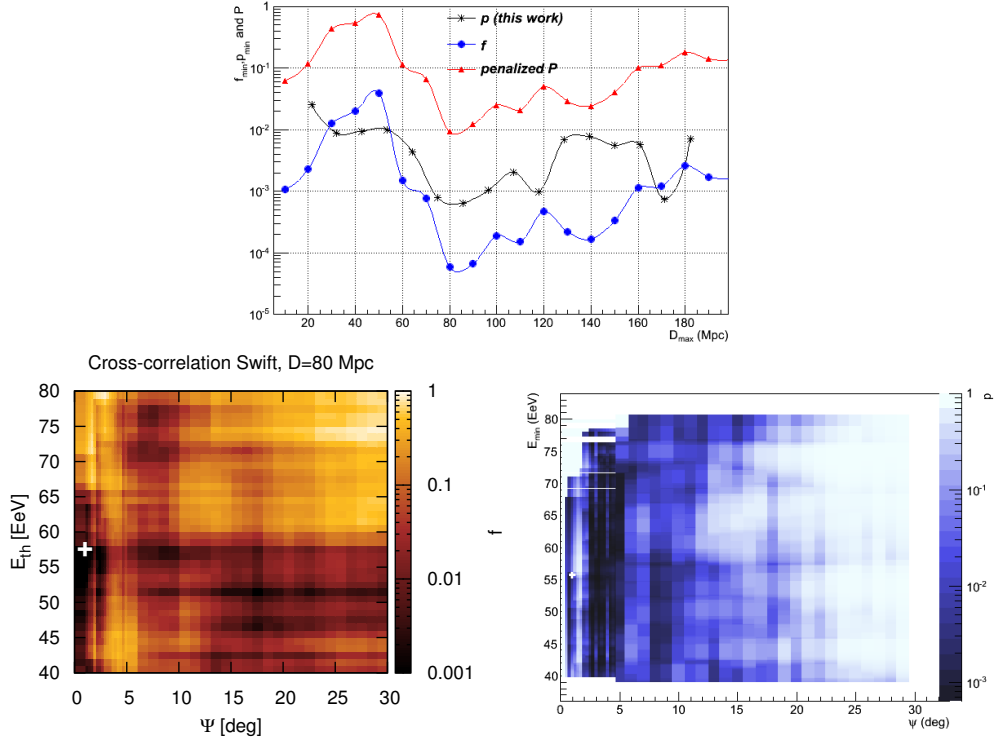 f_min,p_min and P
1
10^-1
10^-2
10^-3
10^-4
10^-5
p (this work)
f
penalized P
20 40 60 80 100 120 140 160 180
D_max (Mpc)
Cross-correlation Swift, D=80 Mpc
E_th [EeV]
80
75
70
65
60
55
50
45
40
0 5 10 15 20 25 30
Ψ [deg]
1
0.1
0.01
0.001
f
E_min (EeV)
80
75
70
65
60
55
50
45
40
0 5 10 15 20 25 30
ψ (deg)
p
1
10^-1
10^-2
10^-3